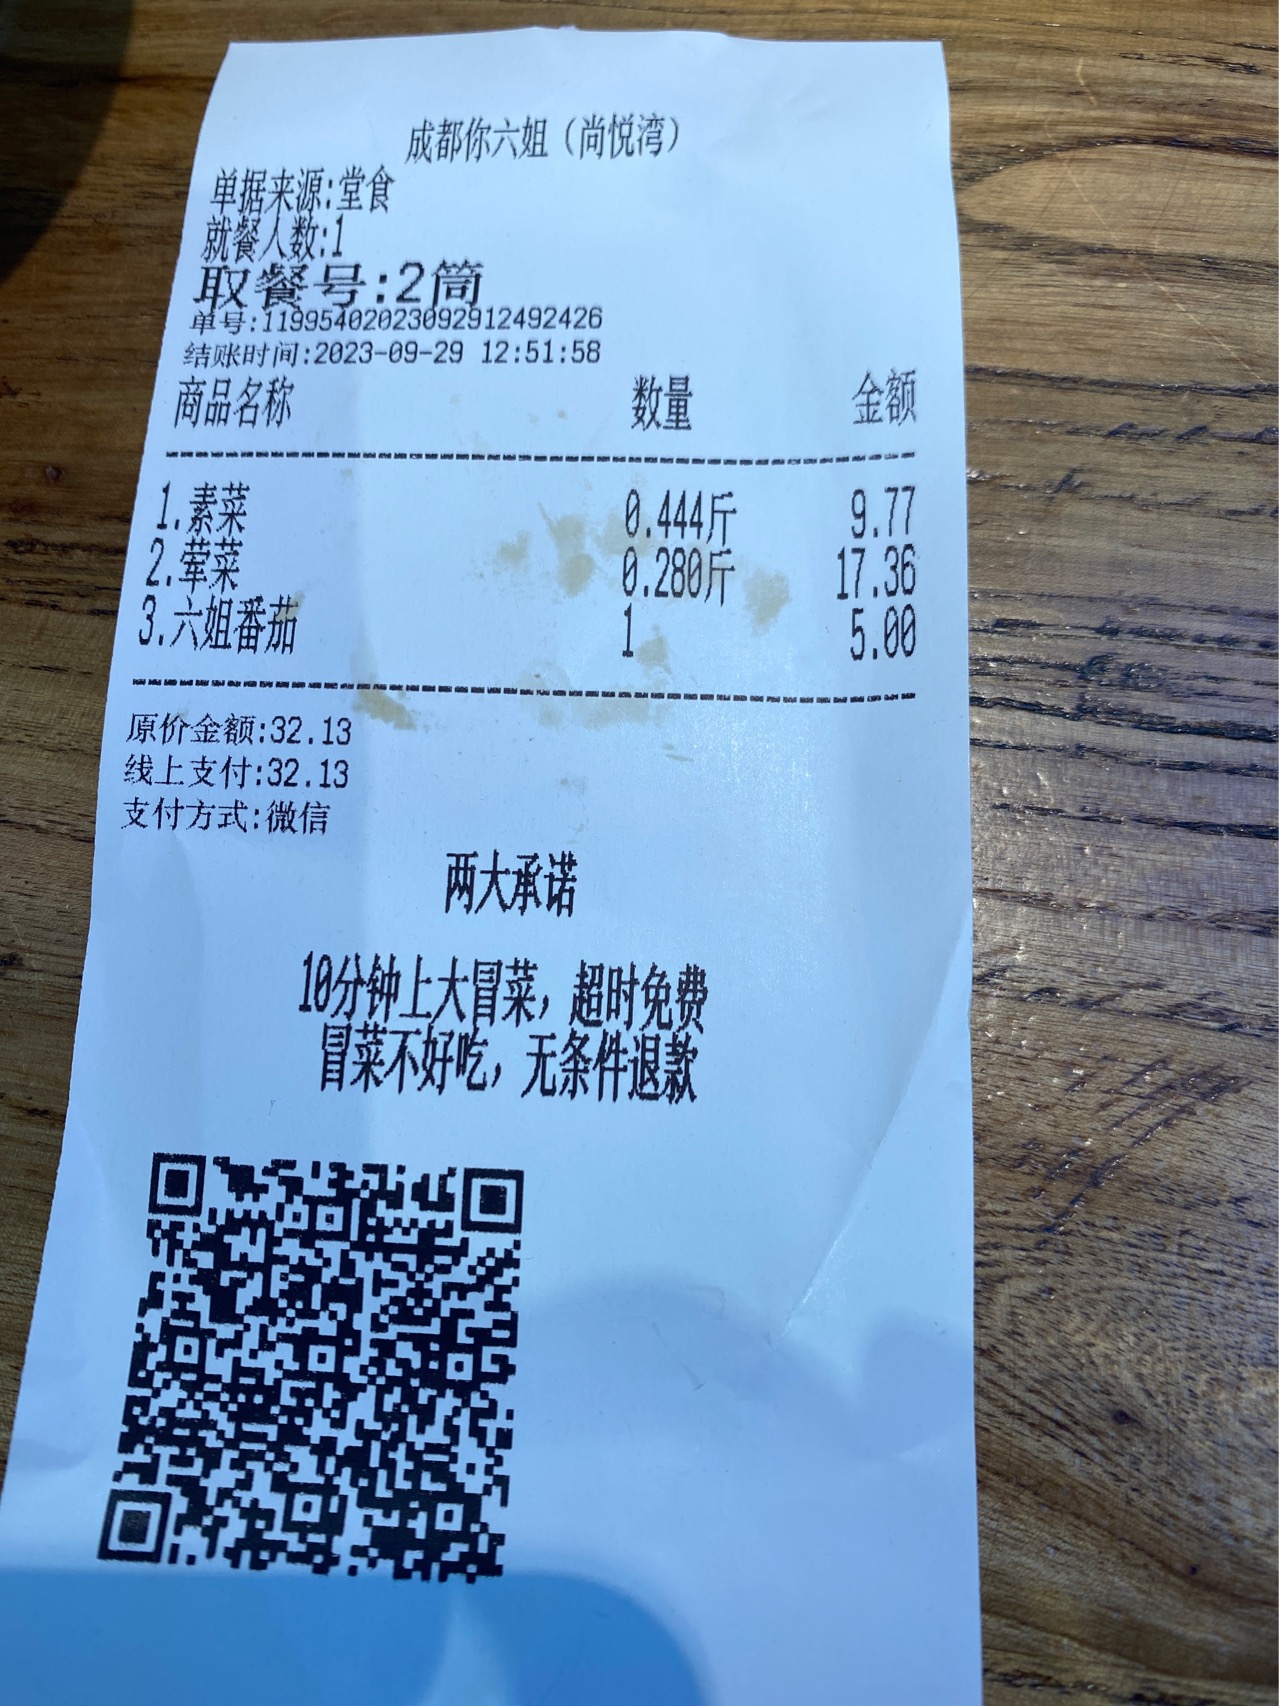 成都你六姐（尚悦湾）
单据来源:堂食
就餐人数:1
取餐号:2筒
单号:119954020230929124924​26
结账时间:2023-09-29 12:51:58
商品名称 数量 金额
1.素菜 0.444斤 9.77
2.荤菜 0.280斤 17.36
3.六姐番茄 1 5.00
原价金额:32.13
线上支付:32.13
支付方式:微信
两大承诺
10分钟上大冒菜，超时免费
冒菜不好吃，无条件退款